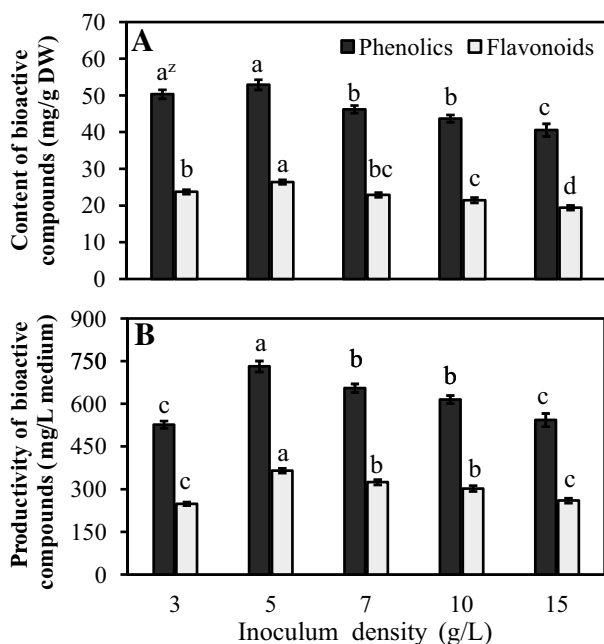 A
Phenolics Flavonoids
Content of bioactive
compounds (mg/g DW)
70
60
50
40
30
20
10
0
aᶻ a b b c
b a bc c d
B
Productivity of bioactive
compounds (mg/L medium)
900
750
600
450
300
150
0
c a b b c
c a b b c
3 5 7 10 15
Inoculum density (g/L)